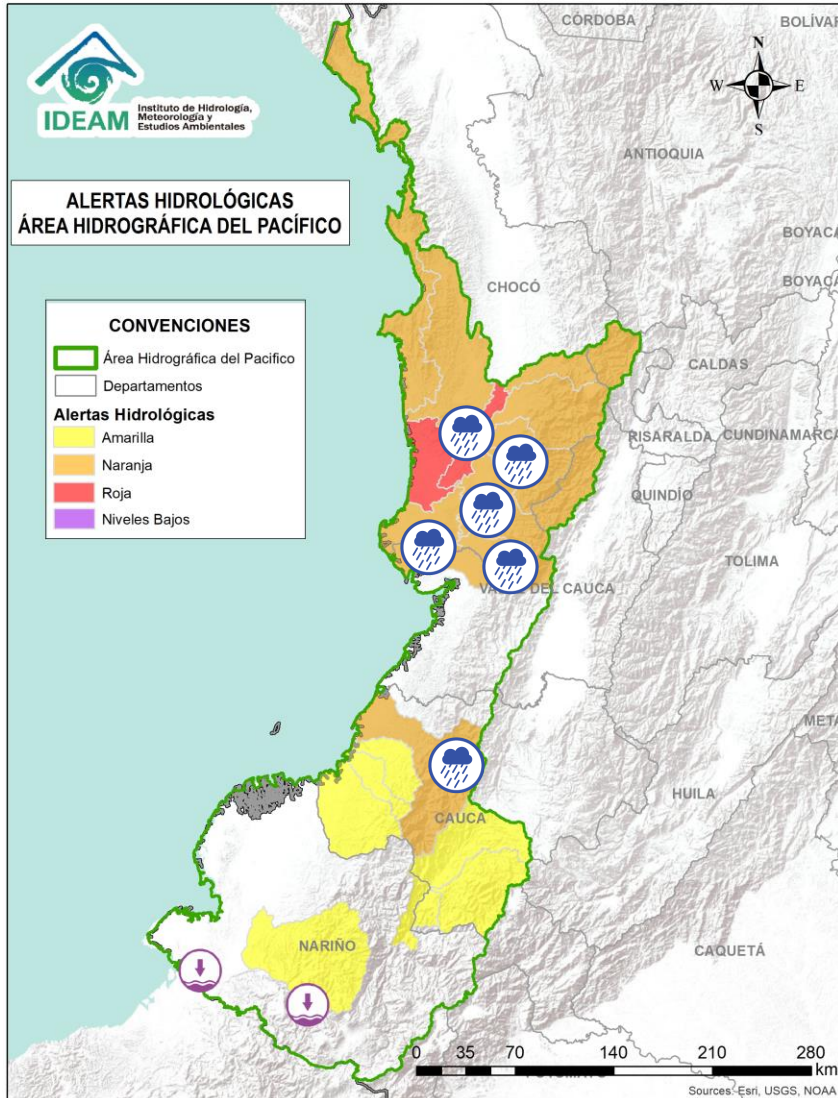 CÓRDOBA
BOLÍVAR
N
W
E
S
IDEAM
Instituto de Hidrología,
Meteorología y
Estudios Ambientales
ANTIOQUIA
ALERTAS HIDROLÓGICAS
ÁREA HIDROGRÁFICA DEL PACÍFICO
BOYACÁ
BOYACÁ
CHOCÓ
CONVENCIONES
Área Hidrográfica del Pacifico
Departamentos
Alertas Hidrológicas
Amarilla
Naranja
Roja
Niveles Bajos
CALDAS
RISARALDA
CUNDINAMARCA
QUINDÍO
TOLIMA
VALLE DEL CAUCA
META
HUILA
CAUCA
NARIÑO
CAQUETÁ
0 35 70 140 210 280
km
PUTUMAYO
Sources: Esri, USGS, NOAA